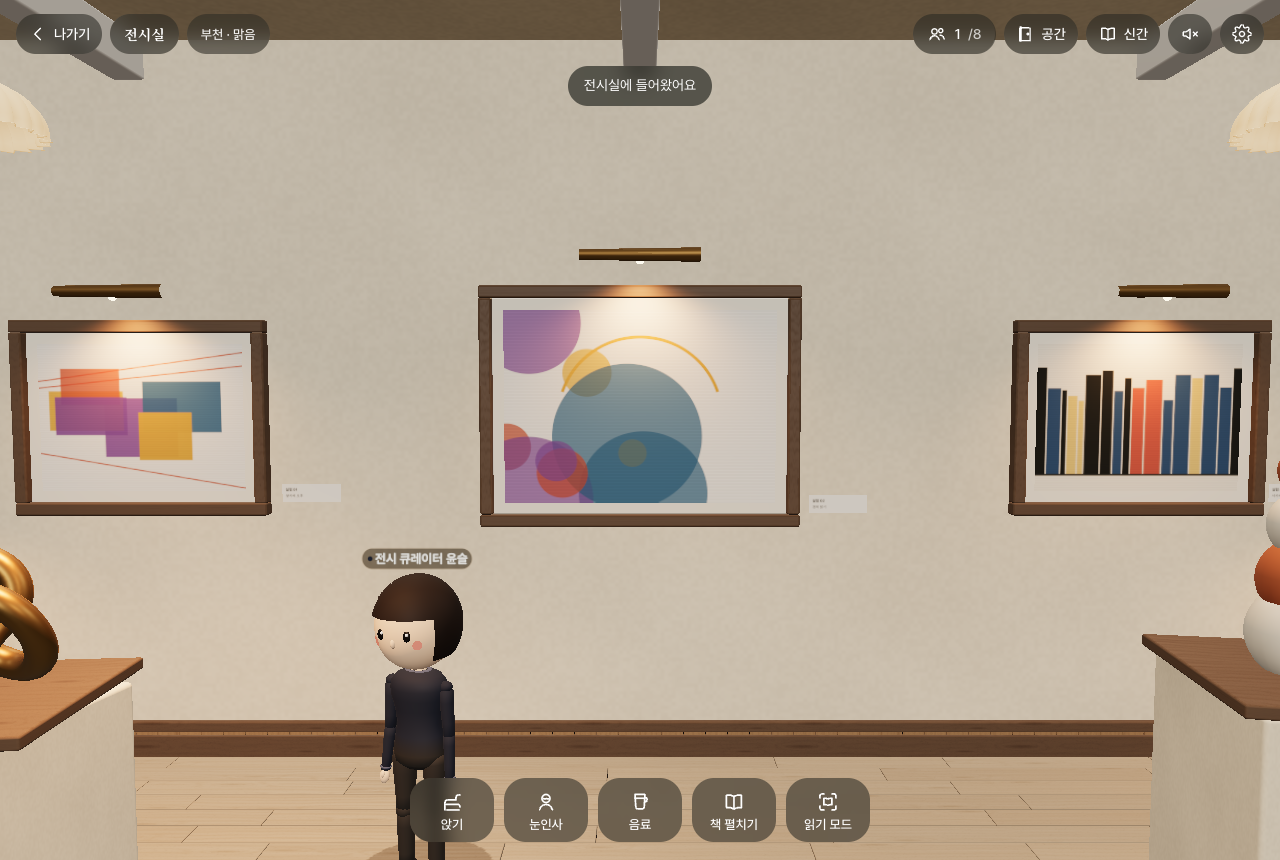 나가기
전시실
부천 · 맑음
1 /8
공간
신간
전시실에 들어왔어요
전시 큐레이터 윤슬
앉기
눈인사
음료
책 펼치기
읽기 모드